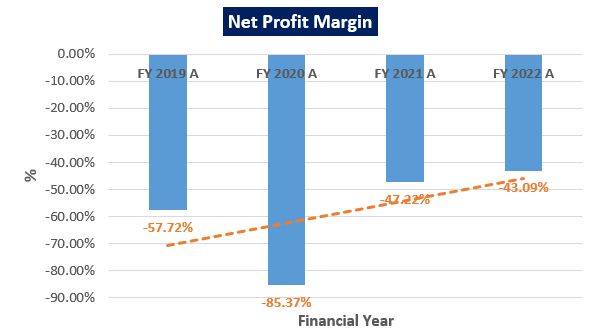 Net Profit Margin
0.00%
-10.00%
-20.00%
-30.00%
-40.00%
-50.00%
-60.00%
-70.00%
-80.00%
-90.00%
%
FY 2019 A
FY 2020 A
FY 2021 A
FY 2022 A
-57.72%
-85.37%
-47.22%
-43.09%
Financial Year